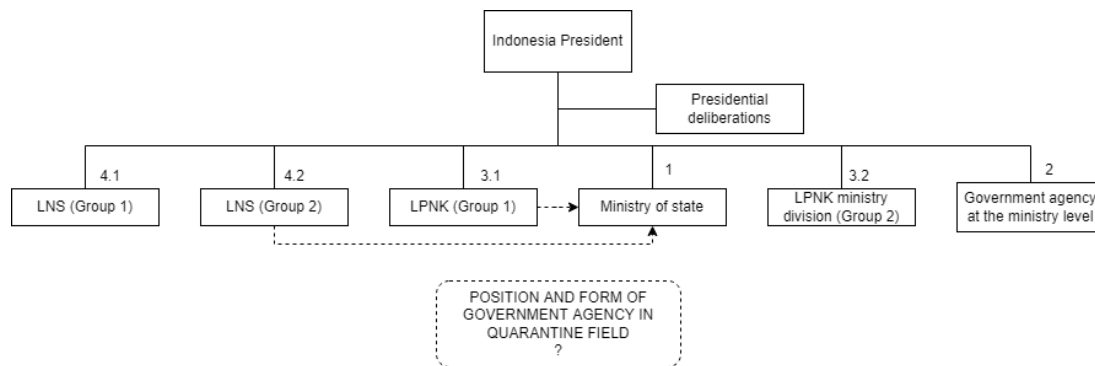 Indonesia President
Presidential
deliberations
4.1
4.2
3.1
1
3.2
2
LNS (Group 1)
LNS (Group 2)
LPNK (Group 1)
Ministry of state
LPNK ministry
division (Group 2)
Government agency
at the ministry level
POSITION AND FORM OF
GOVERNMENT AGENCY IN
QUARANTINE FIELD
?